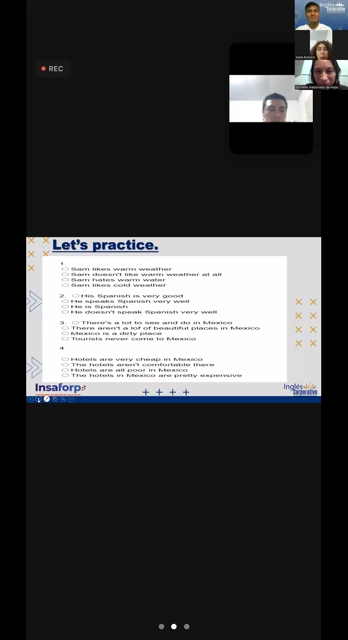 Inglés
Corporativo
REC
Let's practice.
1.
Sam likes warm weather
Sam doesn't like warm weather at all
Sam hates warm water
Sam likes cold weather
2. His Spanish is very good
He speaks Spanish very well
He is Spanish
He doesn't speak Spanish very well
3. There's a lot to see and do in Mexico
There aren't a lof of beautiful places in Mexico
Mexico is a dirty place
Tourists never come to Mexico
4.
Hotels are very cheap in Mexico
The hotels aren't comfortable there
Hotels are all poor in Mexico
The hotels in Mexico are pretty expensive
Insaforp
Inglés
Corporativo